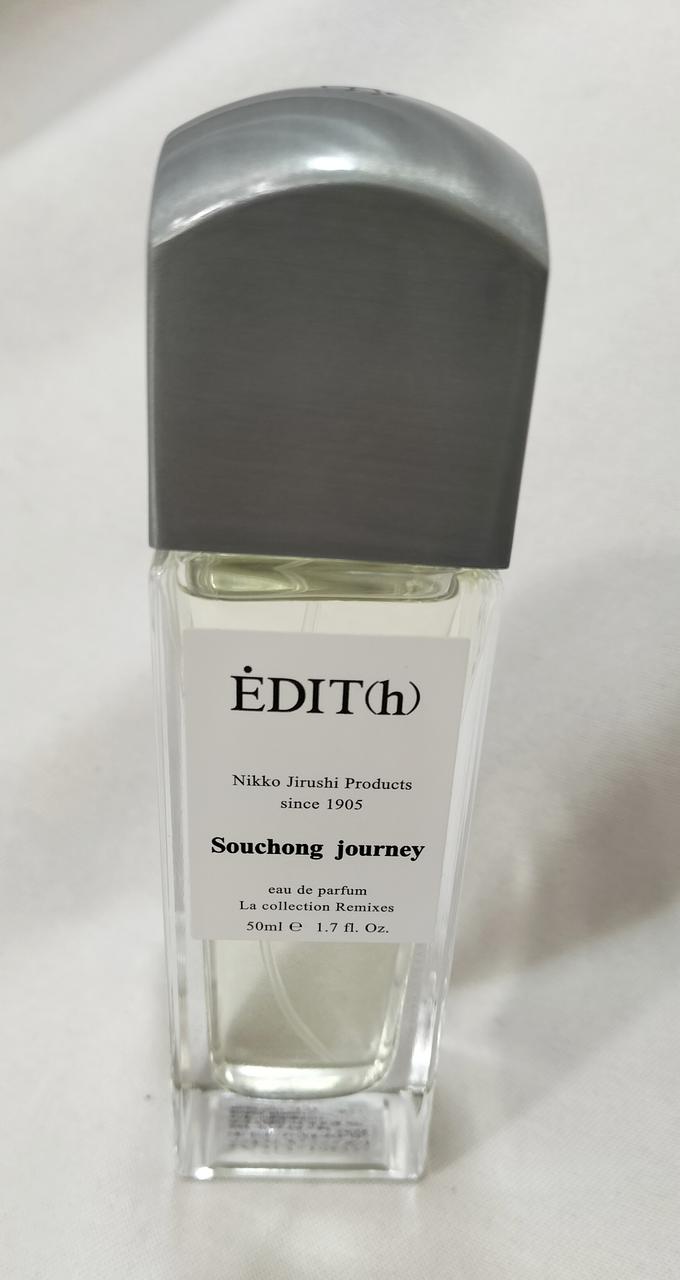 ĖDIT(h)
Nikko Jirushi Products
since 1905
Souchong journey
eau de parfum
La collection Remixes
50ml ℮ 1.7 fl. Oz.